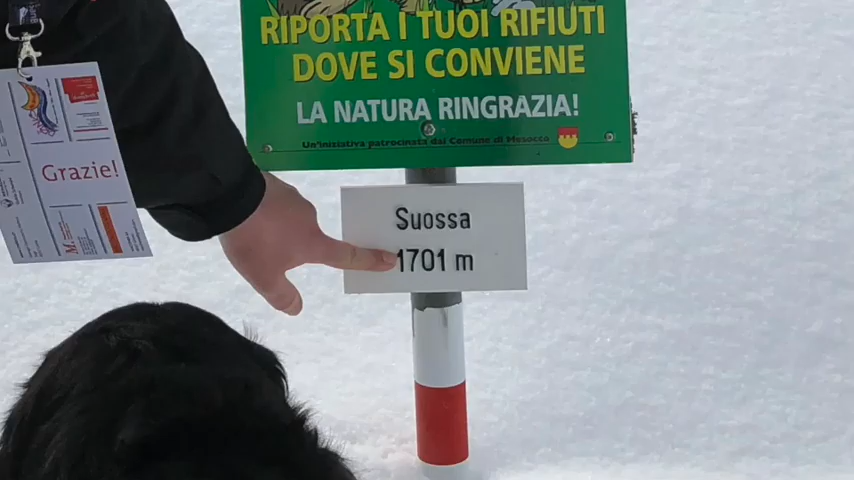 RIPORTA I TUOI RIFIUTI
DOVE SI CONVIENE
LA NATURA RINGRAZIA!
Un'iniziativa patrocinata dal Comune di Mesocco
Grazie!
Suossa
1701 m